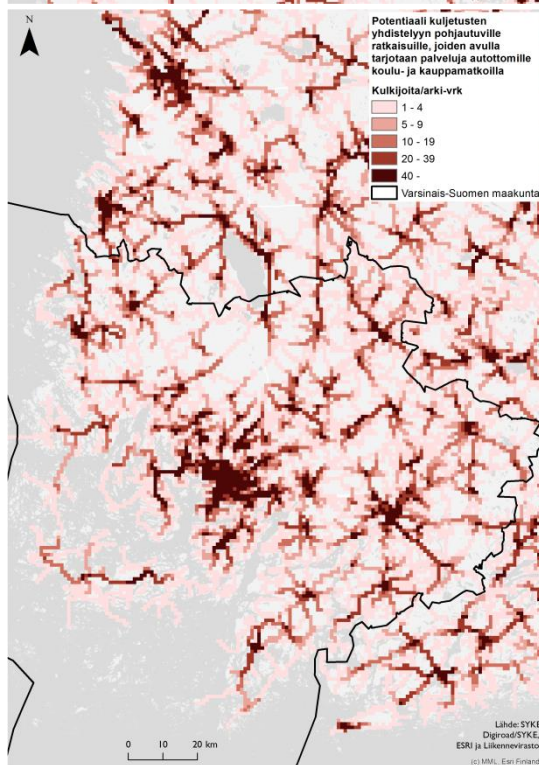 N
Potentiaali kuljetusten
yhdistelyyn pohjautuville
ratkaisuille, joiden avulla
tarjotaan palveluja autottomille
koulu- ja kauppamatkoilla
Kulkijoita/arki-vrk
1 - 4
5 - 9
10 - 19
20 - 39
40 -
Varsinais-Suomen maakunta
0 10 20 km
Lähde: SYKE
Digiroad/SYKE,
ESRI ja Liikennevirasto
(c) MML, Esri Finland